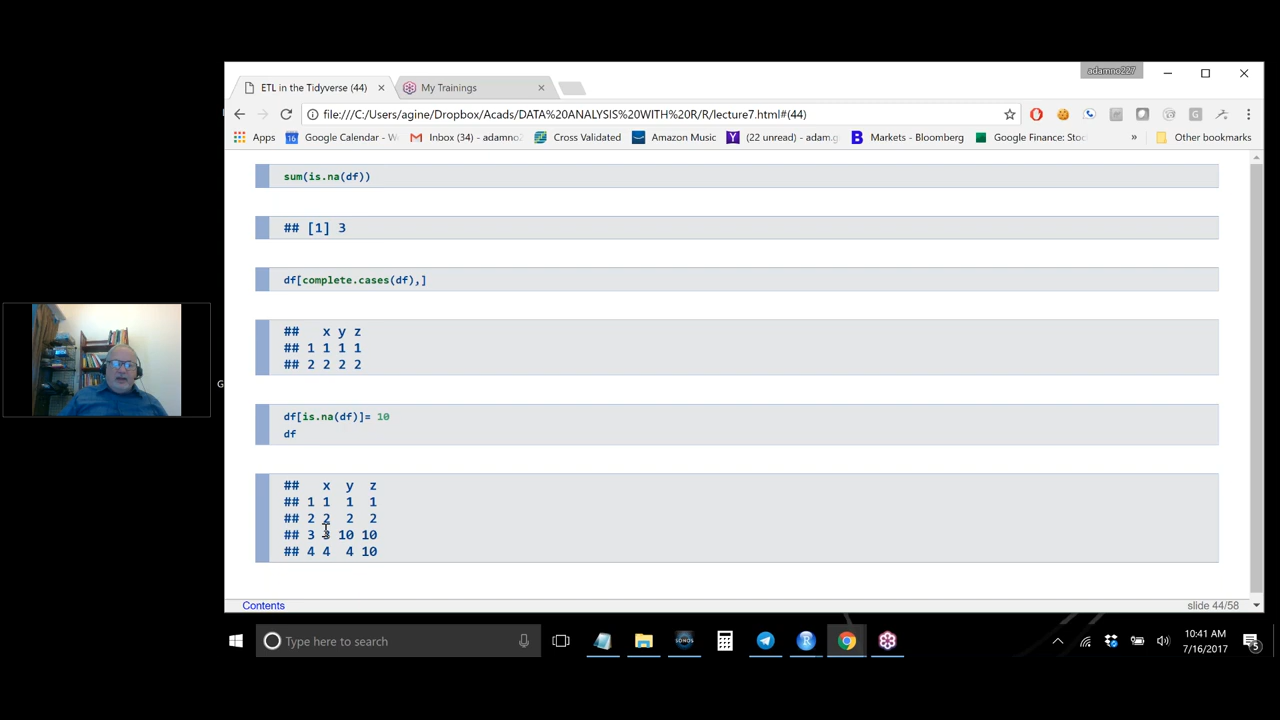 adamno227
ETL in the Tidyverse (44)
My Trainings
file:///C:/Users/agine/Dropbox/Acads/DATA%20ANALYSIS%20WITH%20R/R/lecture7.html#(44)
Apps
Google Calendar - W
Inbox (34) - adamno
Cross Validated
Amazon Music
(22 unread) - adam.g
Markets - Bloomberg
Google Finance: Stoc
»
Other bookmarks
sum(is.na(df))
## [1] 3
df[complete.cases(df),]
## x y z
## 1 1 1 1
## 2 2 2 2
df[is.na(df)]= 10
df
## x y z
## 1 1 1 1
## 2 2 2 2
## 3 3 10 10
## 4 4 4 10
G
Contents
slide 44/58
Type here to search
SONOS
R
10:41 AM
7/16/2017
5